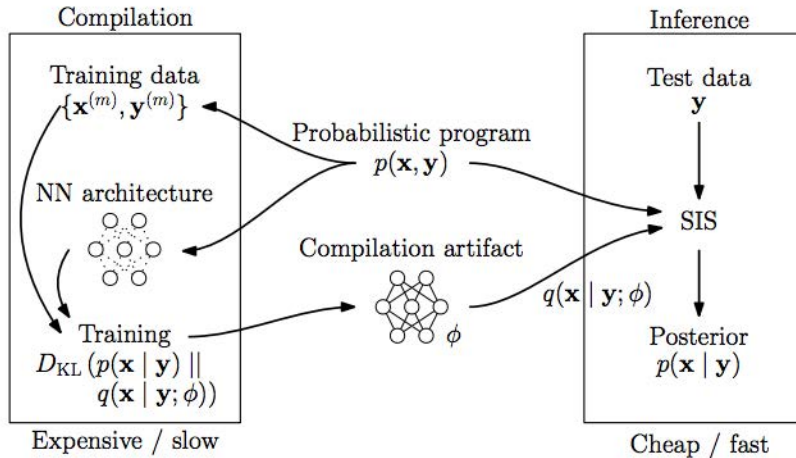 Compilation
Training data
{x^(m), y^(m)}
NN architecture
Training
D_KL (p(x | y) ||
q(x | y; ϕ))
Expensive / slow
Probabilistic program
p(x, y)
Compilation artifact
ϕ
q(x | y; ϕ)
Inference
Test data
y
SIS
Posterior
p(x | y)
Cheap / fast